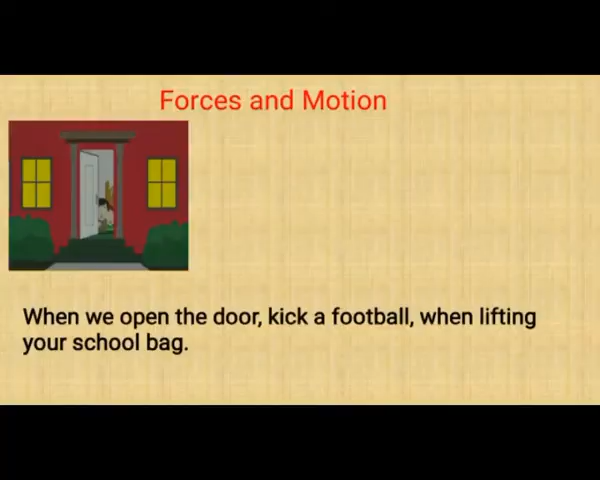 Forces and Motion
When we open the door, kick a football, when lifting
your school bag.